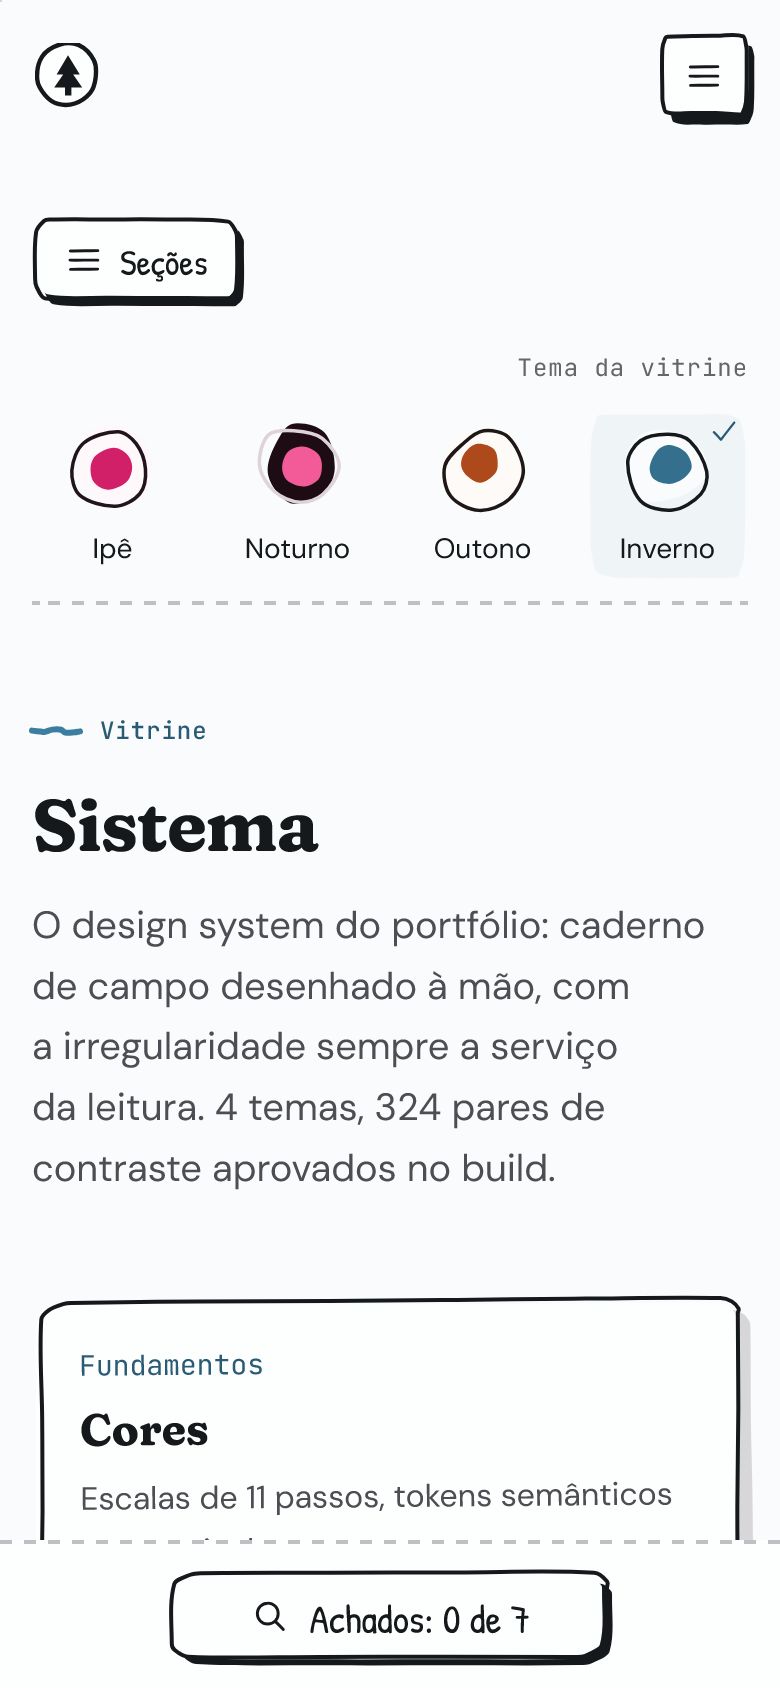 Seções
Tema da vitrine
Ipê
Noturno
Outono
Inverno
Vitrine
Sistema
O design system do portfólio: caderno
de campo desenhado à mão, com
a irregularidade sempre a serviço
da leitura. 4 temas, 324 pares de
contraste aprovados no build.
Fundamentos
Cores
Escalas de 11 passos, tokens semânticos
Achados: 0 de 7